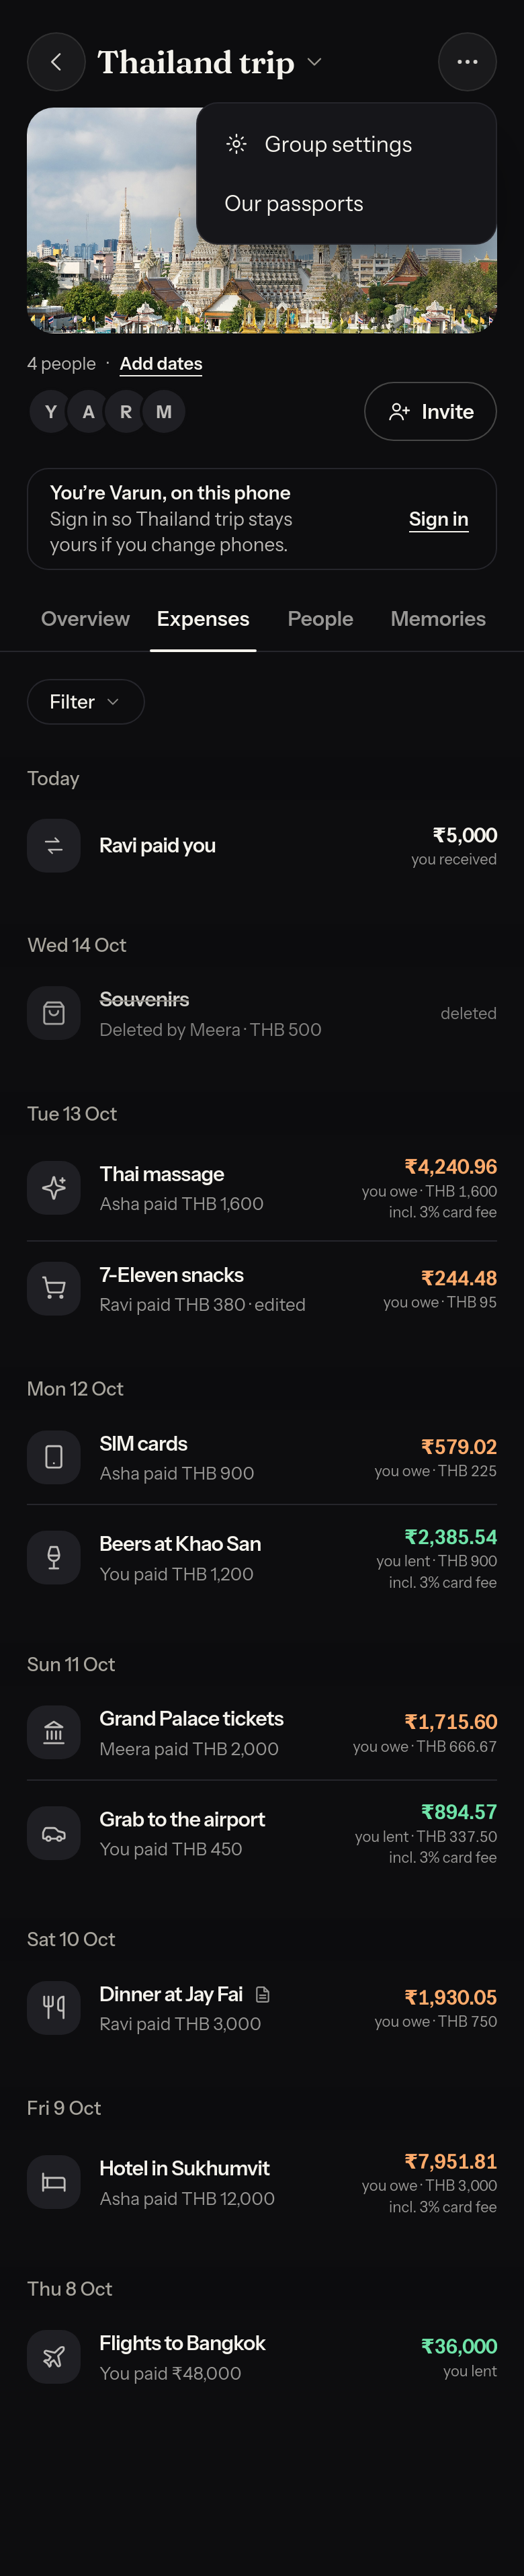 Thailand trip
Group settings
Our passports
4 people · Add dates
Y A R M
Invite
You’re Varun, on this phone
Sign in so Thailand trip stays
yours if you change phones.
Sign in
Overview Expenses People Memories
Filter
Today
Ravi paid you
₹5,000
you received
Wed 14 Oct
Souvenirs
Deleted by Meera · THB 500
deleted
Tue 13 Oct
Thai massage
Asha paid THB 1,600
₹4,240.96
you owe · THB 1,600
incl. 3% card fee
7-Eleven snacks
Ravi paid THB 380 · edited
₹244.48
you owe · THB 95
Mon 12 Oct
SIM cards
Asha paid THB 900
₹579.02
you owe · THB 225
Beers at Khao San
You paid THB 1,200
₹2,385.54
you lent · THB 900
incl. 3% card fee
Sun 11 Oct
Grand Palace tickets
Meera paid THB 2,000
₹1,715.60
you owe · THB 666.67
Grab to the airport
You paid THB 450
₹894.57
you lent · THB 337.50
incl. 3% card fee
Sat 10 Oct
Dinner at Jay Fai
Ravi paid THB 3,000
₹1,930.05
you owe · THB 750
Fri 9 Oct
Hotel in Sukhumvit
Asha paid THB 12,000
₹7,951.81
you owe · THB 3,000
incl. 3% card fee
Thu 8 Oct
Flights to Bangkok
You paid ₹48,000
₹36,000
you lent